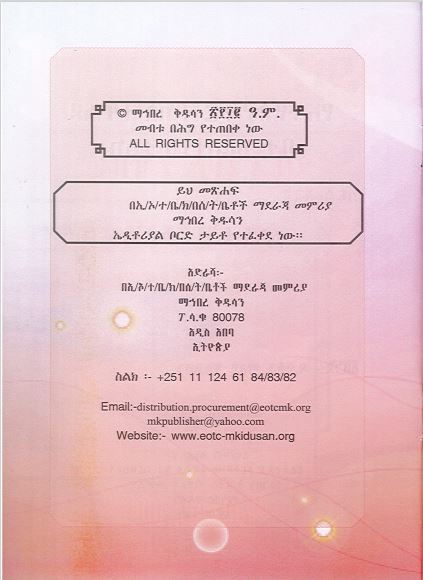 © ማኅበረ ቅዱሳን ፳፻፲፪ ዓ.ም.
መብቱ በሕግ የተጠበቀ ነው
ALL RIGHTS RESERVED
ይህ መጽሐፍ
በኢ/ኦ/ተ/ቤ/ክ/በሰ/ት/ቤቶች ማደራጃ መምሪያ
ማኅበረ ቅዱሳን
ኤዲቶሪያል ቦርድ ታይቶ የተፈቀደ ነው።
አድራሻ፡-
በኢ/ኦ/ተ/ቤ/ክ/በሰ/ት/ቤቶች ማደራጃ መምሪያ
ማኅበረ ቅዱሳን
ፖ.ሳ.ቁ 80078
አዲስ አበባ
ኢትዮጵያ
ስልክ ፡- +251 11 124 61 84/83/82
Email:-distribution.procurement@eotcmk.org
mkpublisher@yahoo.com
Website:- www.eotc-mkidusan.org